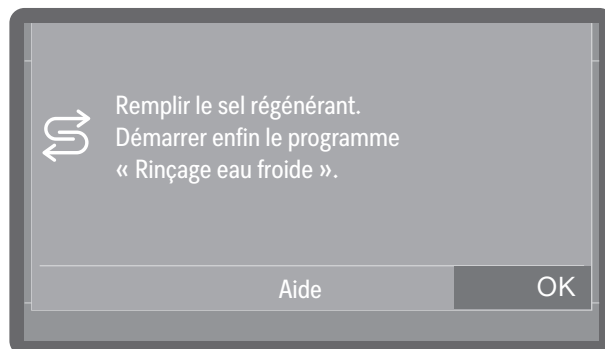 Remplir le sel régénérant.
Démarrer enfin le programme
« Rinçage eau froide ».
Aide
OK